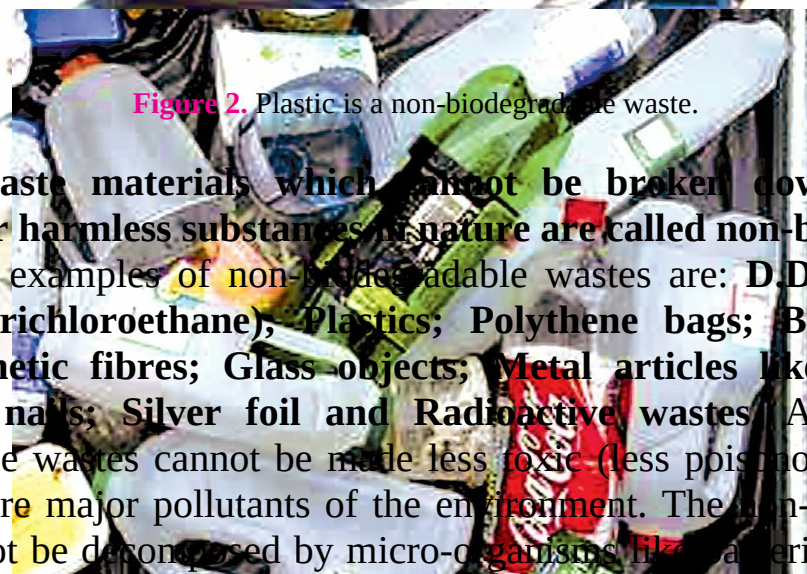 Figure 2. Plastic is a non-biodegradable waste.
aste materials which cannot be broken dow
r harmless substances in nature are called non-b
examples of non-biodegradable wastes are: D.D
richloroethane); Plastics; Polythene bags; B
netic fibres; Glass objects; Metal articles like
nails; Silver foil and Radioactive wastes. A
e wastes cannot be made less toxic (less poisono
re major pollutants of the environment. The non-
ot be decomposed by micro-organisms like bacteri
Coca-Cola